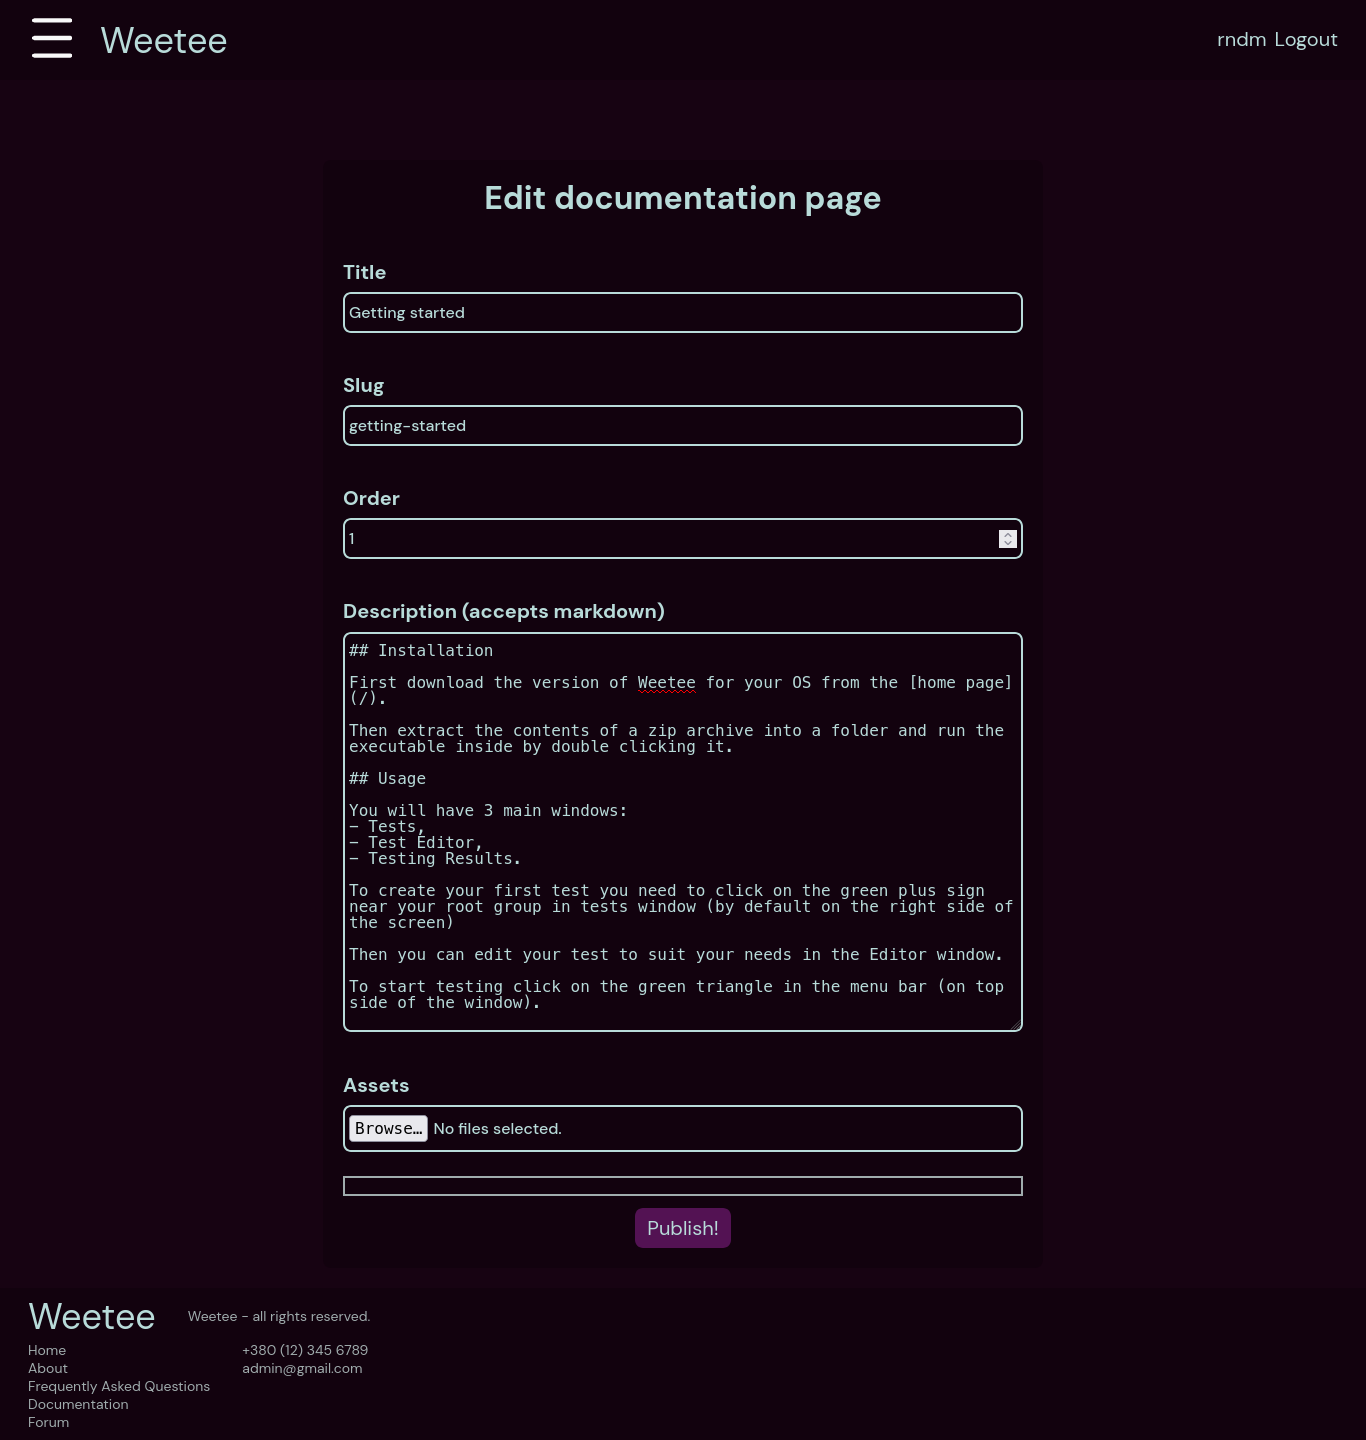 Weetee
rndm Logout
Edit documentation page
Title
Getting started
Slug
getting-started
Order
1
Description (accepts markdown)
## Installation
First download the version of Weetee for your OS from the [home page]
(/).
Then extract the contents of a zip archive into a folder and run the
executable inside by double clicking it.
## Usage
You will have 3 main windows:
- Tests,
- Test Editor,
- Testing Results.
To create your first test you need to click on the green plus sign
near your root group in tests window (by default on the right side of
the screen)
Then you can edit your test to suit your needs in the Editor window.
To start testing click on the green triangle in the menu bar (on top
side of the window).
Assets
Browse… No files selected.
Publish!
Weetee
Weetee - all rights reserved.
Home
About
Frequently Asked Questions
Documentation
Forum
+380 (12) 345 6789
admin@gmail.com